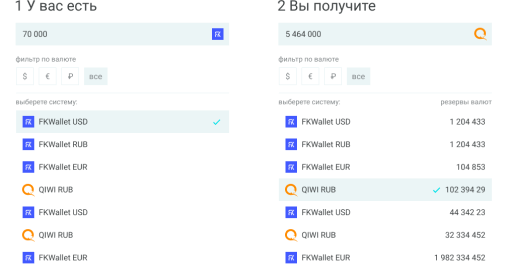 1 У вас есть
70 000
фильтр по валюте
$ € ₽ все
выберете систему:
FKWallet USD
FKWallet RUB
FKWallet EUR
QIWI RUB
FKWallet USD
QIWI RUB
FKWallet EUR
2 Вы получите
5 464 000
фильтр по валюте
$ € ₽ все
выберете систему: резервы валют
FKWallet USD 1 204 433
FKWallet RUB 1 204 433
FKWallet EUR 104 853
QIWI RUB 102 394 29
FKWallet USD 44 342 23
QIWI RUB 32 334 452
FKWallet EUR 1 982 334 452